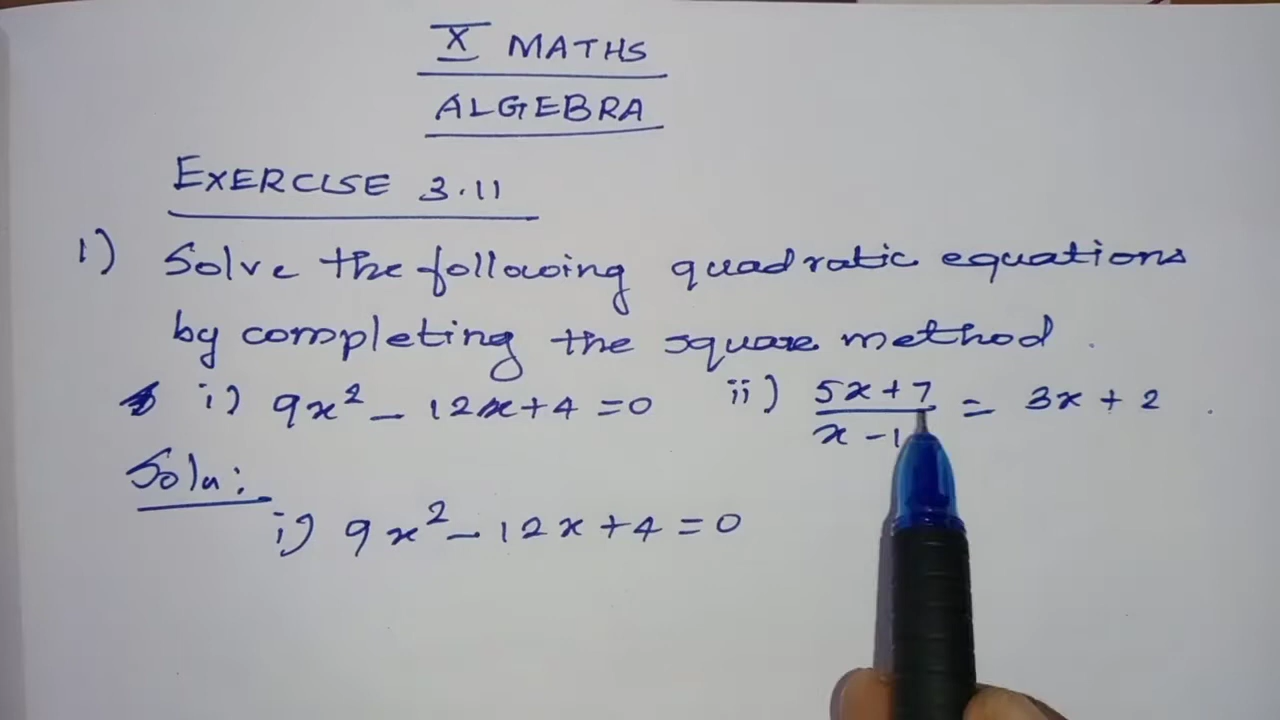 X MATHS
ALGEBRA
EXERCISE 3.11
1) Solve the following quadratic equations
by completing the square method.
i) 9x² - 12x + 4 = 0 ii) (5x + 7)/(x - 1) = 3x + 2.
Soln:
i) 9x² - 12x + 4 = 0